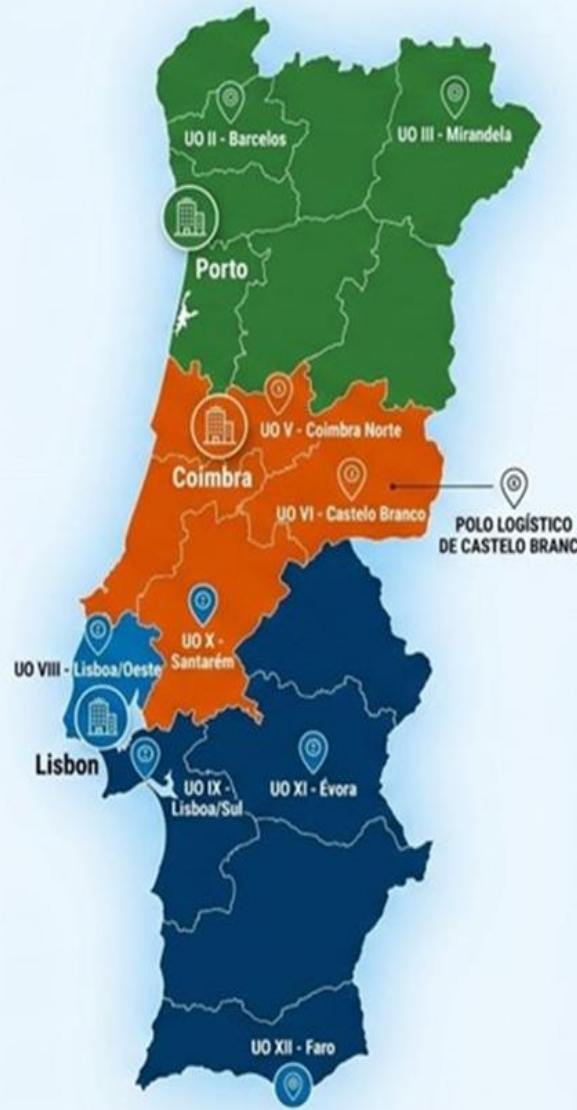 UO II - Barcelos
UO III - Mirandela
Porto
UO V - Coimbra Norte
Coimbra
UO VI - Castelo Branco
POLO LOGÍSTICO
DE CASTELO BRANC
UO X -
Santarém
UO VIII - Lisboa/Oeste
Lisbon
UO IX -
Lisboa/Sul
UO XI - Évora
UO XII - Faro